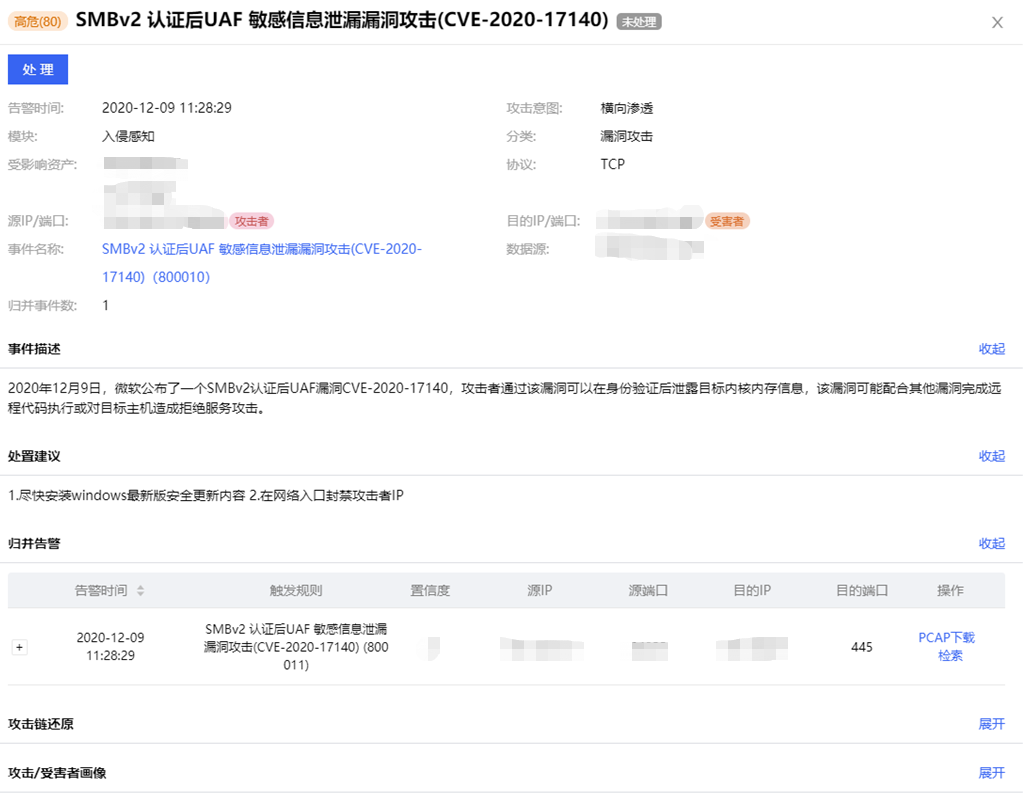 高危(80) SMBv2 认证后UAF 敏感信息泄漏漏洞攻击(CVE-2020-17140) 未处理
处 理
告警时间: 2020-12-09 11:28:29 攻击意图: 横向渗透
模块: 入侵感知 分类: 漏洞攻击
受影响资产: 协议: TCP
源IP/端口: 攻击者 目的IP/端口: 受害者
事件名称: SMBv2 认证后UAF 敏感信息泄漏漏洞攻击(CVE-2020- 数据源:
17140)（800010）
归并事件数: 1
事件描述 收起
2020年12月9日，微软公布了一个SMBv2认证后UAF漏洞CVE-2020-17140，攻击者通过该漏洞可以在身份验证后泄露目标内核内存信息，该漏洞可能配合其他漏洞完成远
程代码执行或对目标主机造成拒绝服务攻击。
处置建议 收起
1.尽快安装windows最新版安全更新内容 2.在网络入口封禁攻击者IP
归并告警 收起
告警时间 触发规则 置信度 源IP 源端口 目的IP 目的端口 操作
SMBv2 认证后UAF 敏感信息泄漏
2020-12-09 漏洞攻击(CVE-2020-17140) (800 445 PCAP下载
11:28:29 011) 检索
攻击链还原 展开
攻击/受害者画像 展开